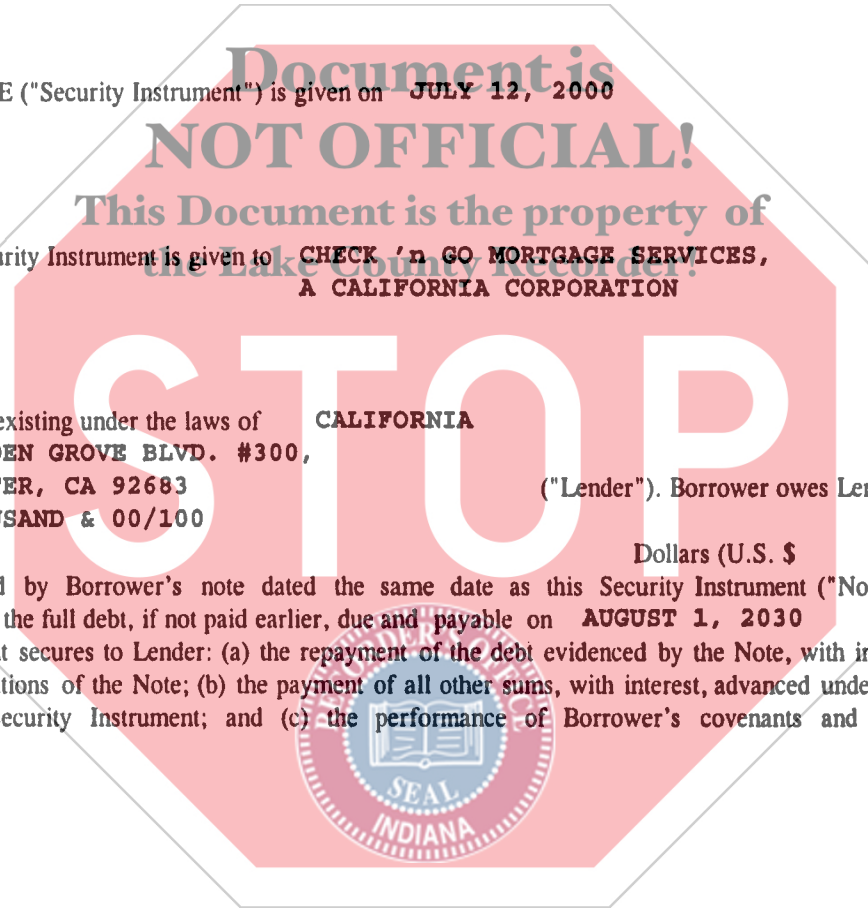 Document is
E ("Security Instrument") is given on JULY 12, 2000
NOT OFFICIAL!
This Document is the property of
urity Instrument is given to CHECK 'n GO MORTGAGE SERVICES,
the Lake County Recorder!
A CALIFORNIA CORPORATION
STOP
existing under the laws of CALIFORNIA
EN GROVE BLVD. #300,
ER, CA 92683
("Lender"). Borrower owes Len
SAND & 00/100
Dollars (U.S. $
d by Borrower's note dated the same date as this Security Instrument ("No
the full debt, if not paid earlier, due and payable on AUGUST 1, 2030
t secures to Lender: (a) the repayment of the debt evidenced by the Note, with in
tions of the Note; (b) the payment of all other sums, with interest, advanced unde
ecurity Instrument; and (c) the performance of Borrower's covenants and
SEAL
INDIANA